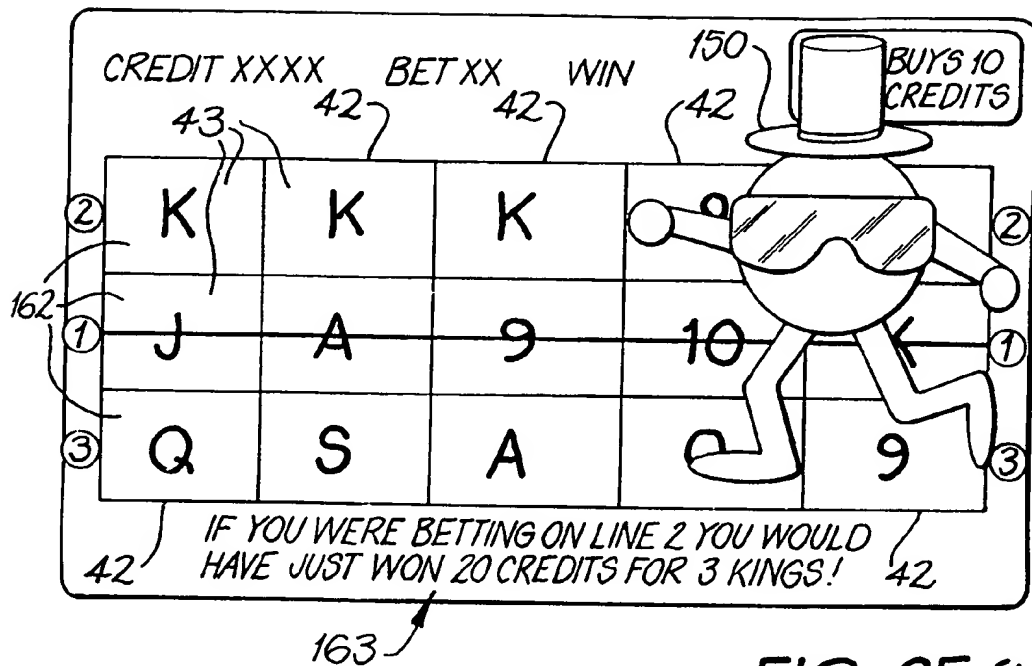 150
BUYS 10
CREDITS
CREDIT XXXX BET XX WIN
43 42 42 42
2 K K K 2
162
1 J A 9 10 K 1
3 Q S A 9 3
IF YOU WERE BETTING ON LINE 2 YOU WOULD
HAVE JUST WON 20 CREDITS FOR 3 KINGS!
42 42
163